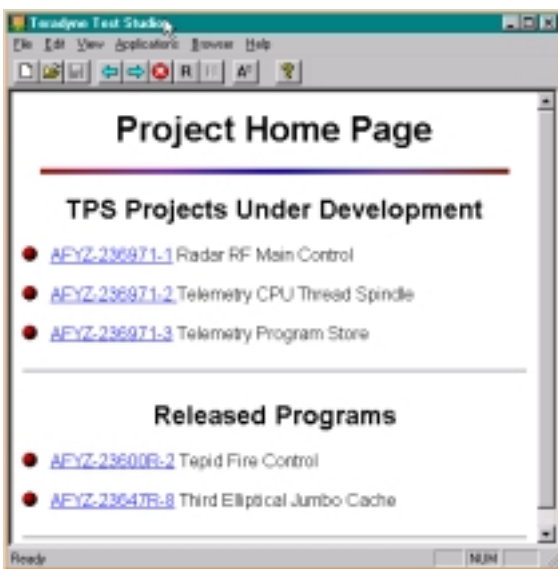 Teradyne Test Studio
File Edit View Applications Browser Help
R A
Project Home Page
TPS Projects Under Development
AFYZ-236971-1 Radar RF Main Control
AFYZ-236971-2 Telemetry CPU Thread Spindle
AFYZ-236971-3 Telemetry Program Store
Released Programs
AFYZ-23600R-2 Tepid Fire Control
AFYZ-23647R-8 Third Elliptical Jumbo Cache
Ready NUM